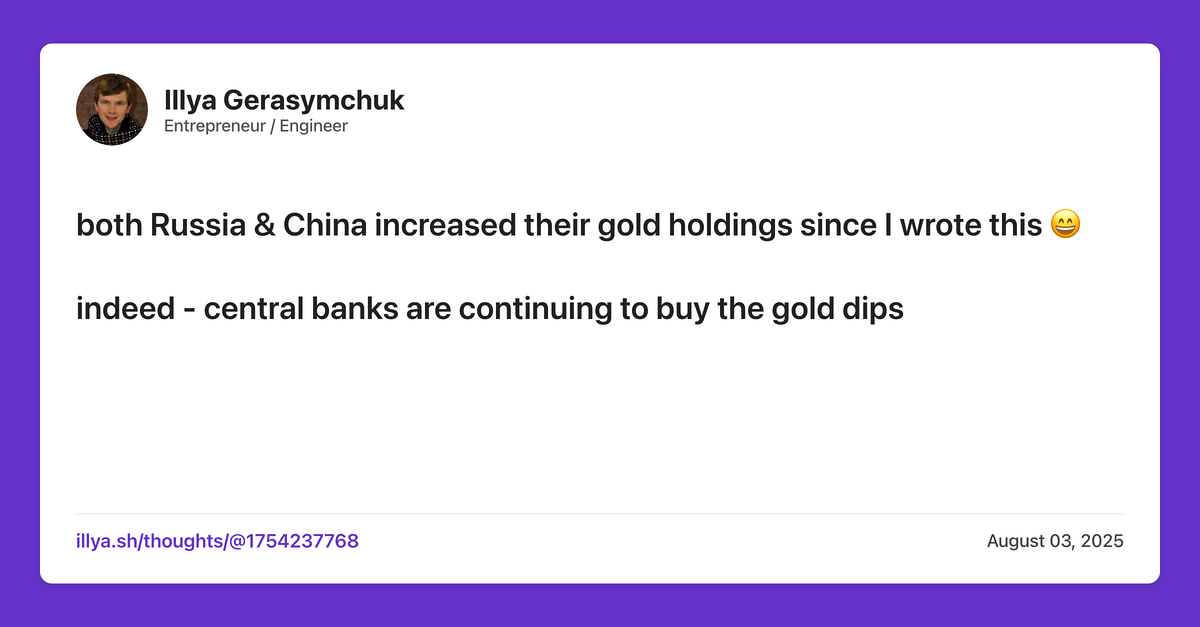 Illya Gerasymchuk
Entrepreneur / Engineer
both Russia & China increased their gold holdings since I wrote this 😄
indeed - central banks are continuing to buy the gold dips
illya.sh/thoughts/@1754237768
August 03, 2025